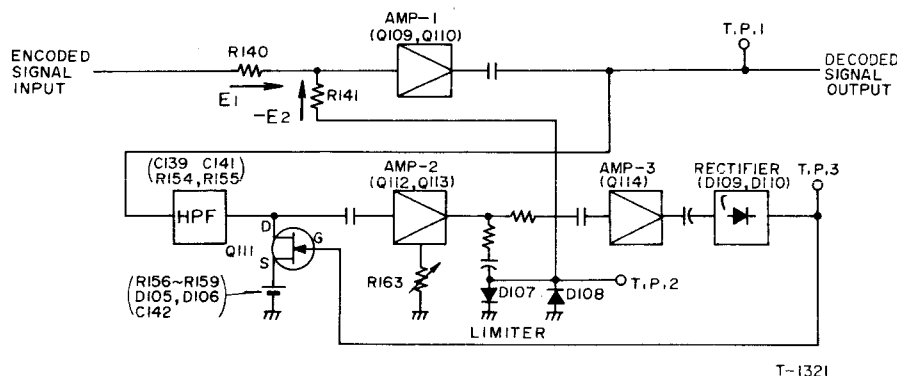 AMP-1
(Q109,Q110)
T.P.1
ENCODED
SIGNAL
INPUT
R140
E1
-E2
R141
DECODED
SIGNAL
OUTPUT
(C139 C141
R154,R155)
HPF
AMP-2
(Q112,Q113)
AMP-3
(Q114)
RECTIFIER
(D109,D110)
T.P.3
D
G
S
Q111
(R156~R159
D105,D106
C142)
R163
D107
D108
T.P.2
LIMITER
T-1321